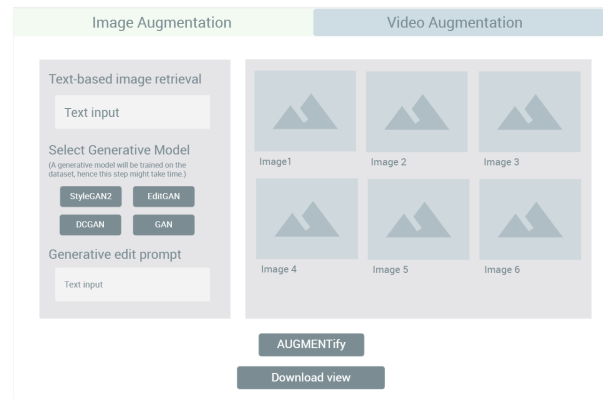 Image Augmentation
Video Augmentation
Text-based image retrieval
Text input
Select Generative Model
(A generative model will be trained on the
dataset, hence this step might take time.)
StyleGAN2
EditGAN
DCGAN
GAN
Generative edit prompt
Text input
Image1
Image 2
Image 3
Image 4
Image 5
Image 6
AUGMENTify
Download view